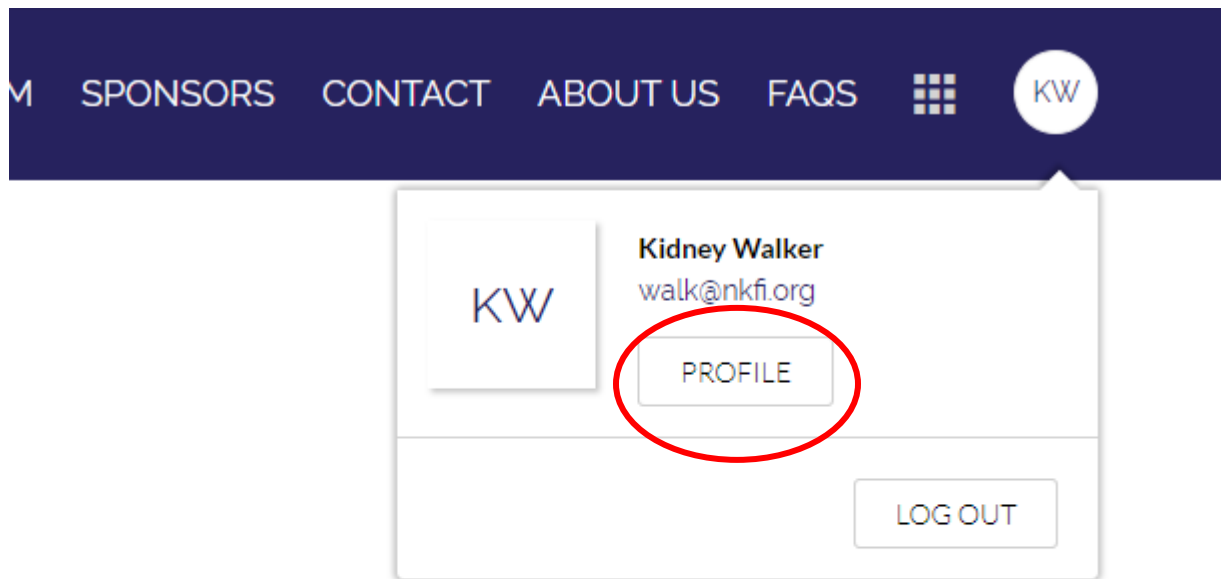 M SPONSORS CONTACT ABOUT US FAQS KW
Kidney Walker
walk@nkfi.org
KW
PROFILE
LOG OUT